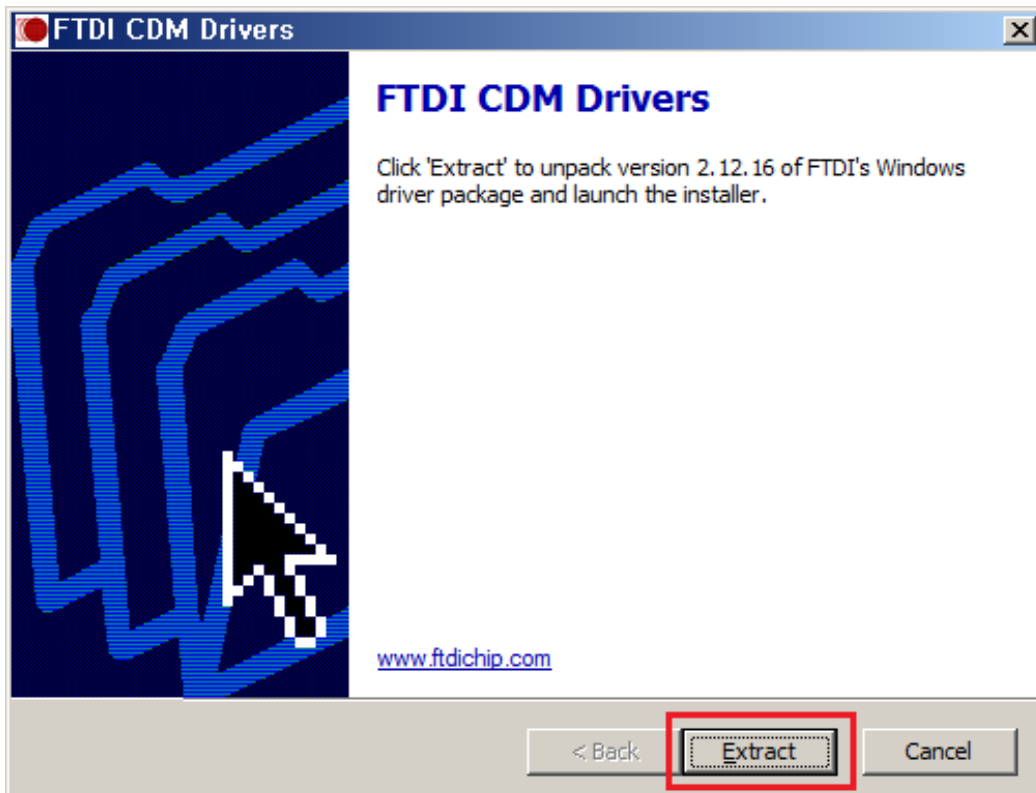 FTDI CDM Drivers
FTDI CDM Drivers
Click 'Extract' to unpack version 2.12.16 of FTDI's Windows
driver package and launch the installer.
www.ftdichip.com
< Back
Extract
Cancel